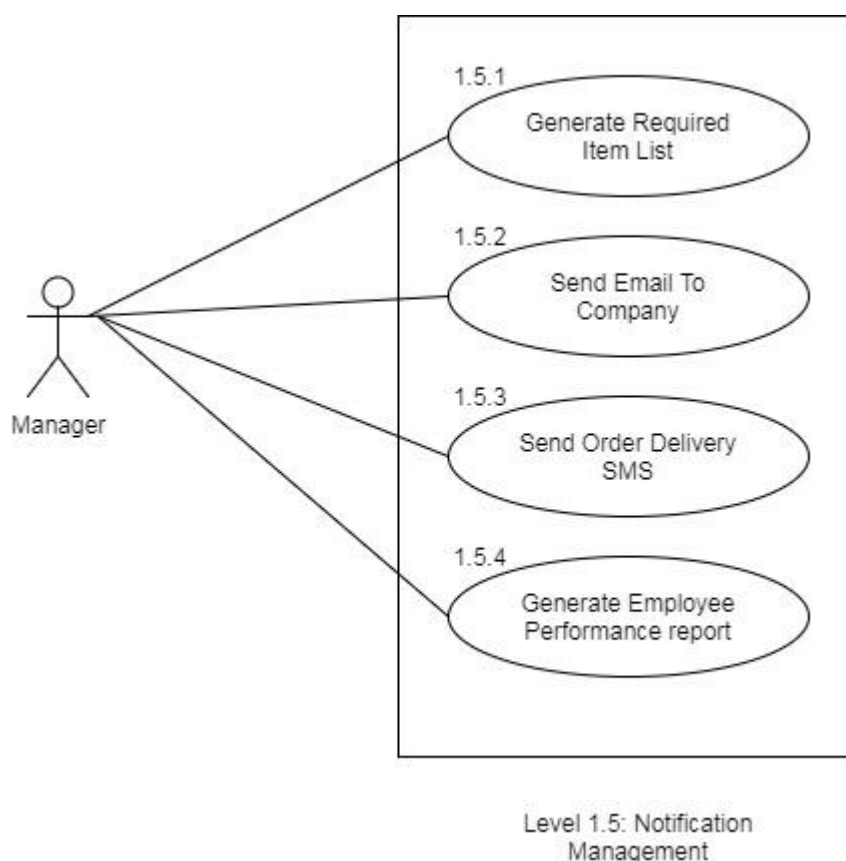 1.5.1
Generate Required
Item List
1.5.2
Send Email To
Company
1.5.3
Send Order Delivery
SMS
1.5.4
Generate Employee
Performance report
Manager
Level 1.5: Notification
Management